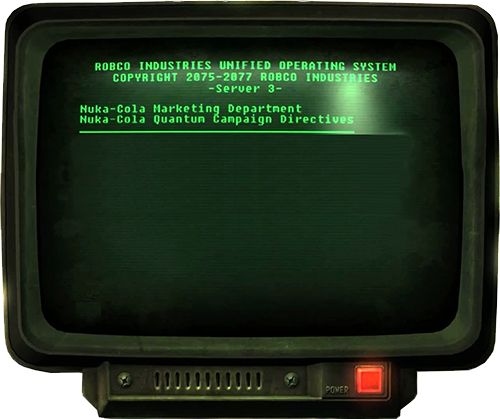 ROBCO INDUSTRIES UNIFIED OPERATING SYSTEM
COPYRIGHT 2075-2077 ROBCO INDUSTRIES
-Server 3-
Nuka-Cola Marketing Department
Nuka-Cola Quantum Campaign Directives
POWER